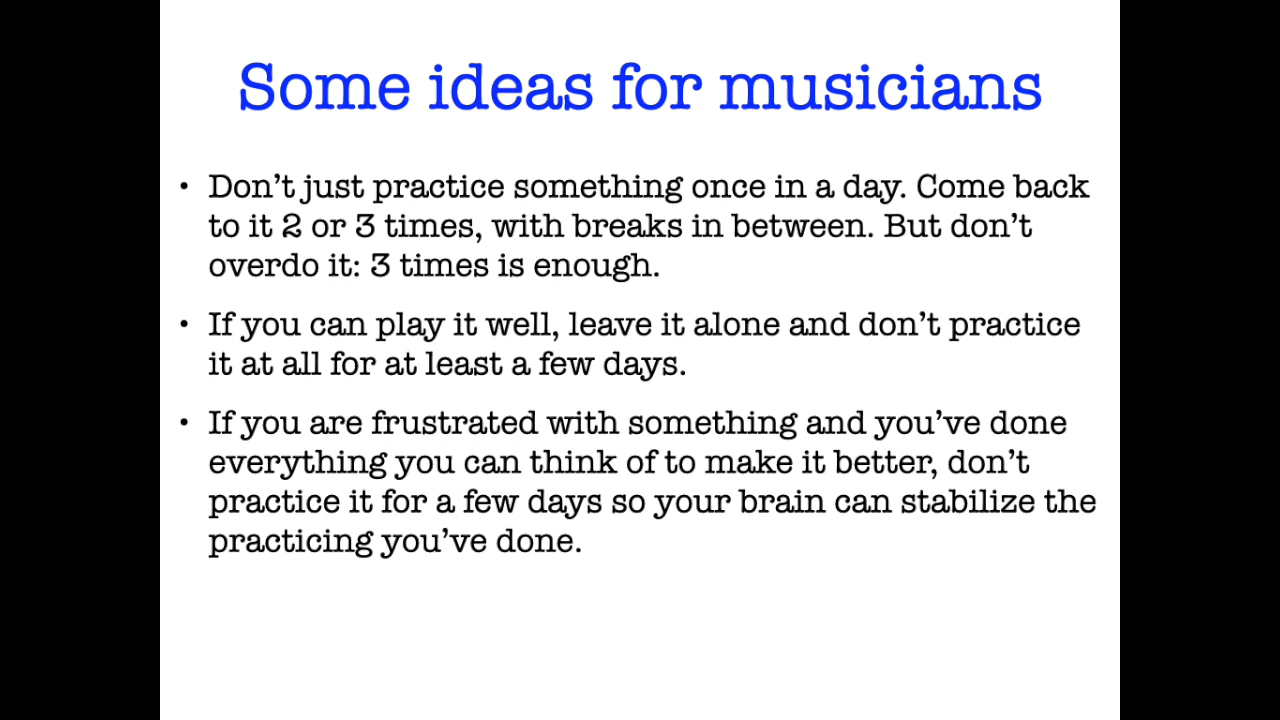 Some ideas for musicians
• Don’t just practice something once in a day. Come back
to it 2 or 3 times, with breaks in between. But don’t
overdo it: 3 times is enough.
• If you can play it well, leave it alone and don’t practice
it at all for at least a few days.
• If you are frustrated with something and you’ve done
everything you can think of to make it better, don’t
practice it for a few days so your brain can stabilize the
practicing you’ve done.